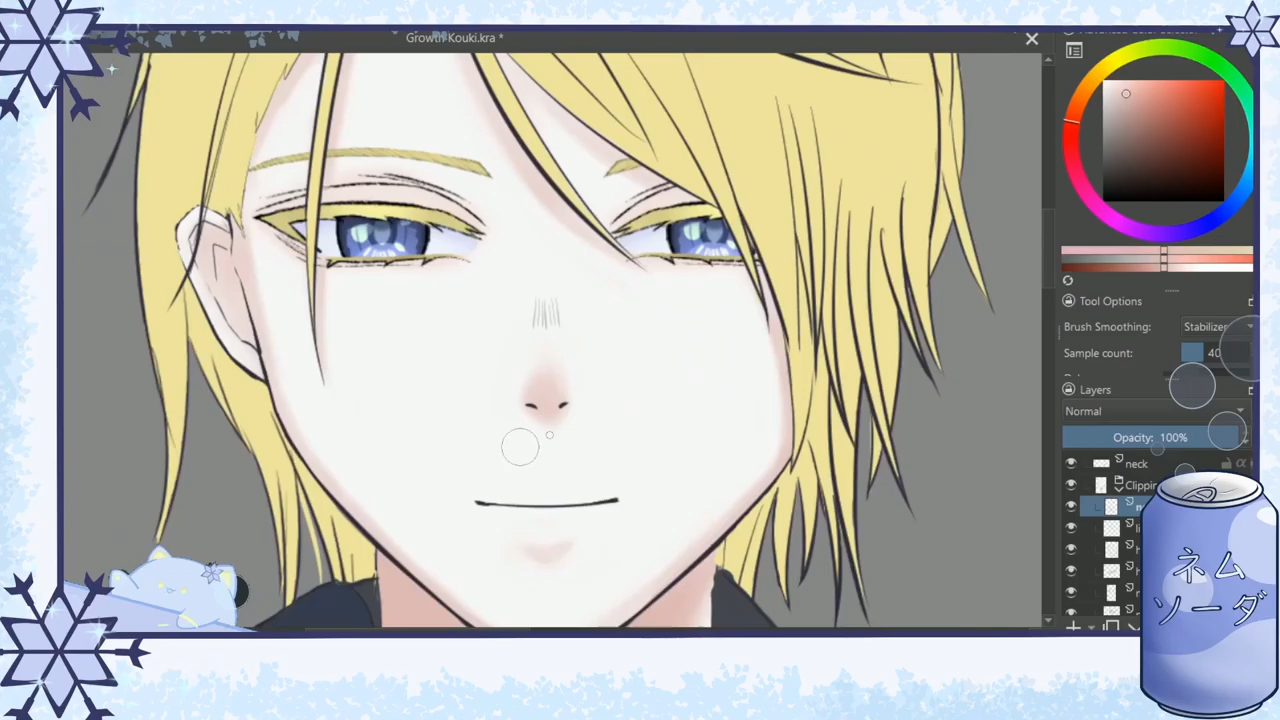 Growth Kouki.kra *
Tool Options
Brush Smoothing: Stabilizer
Sample count: 40
Layers
Normal
Opacity: 100%
neck
Clippin
ネム
ソーダ